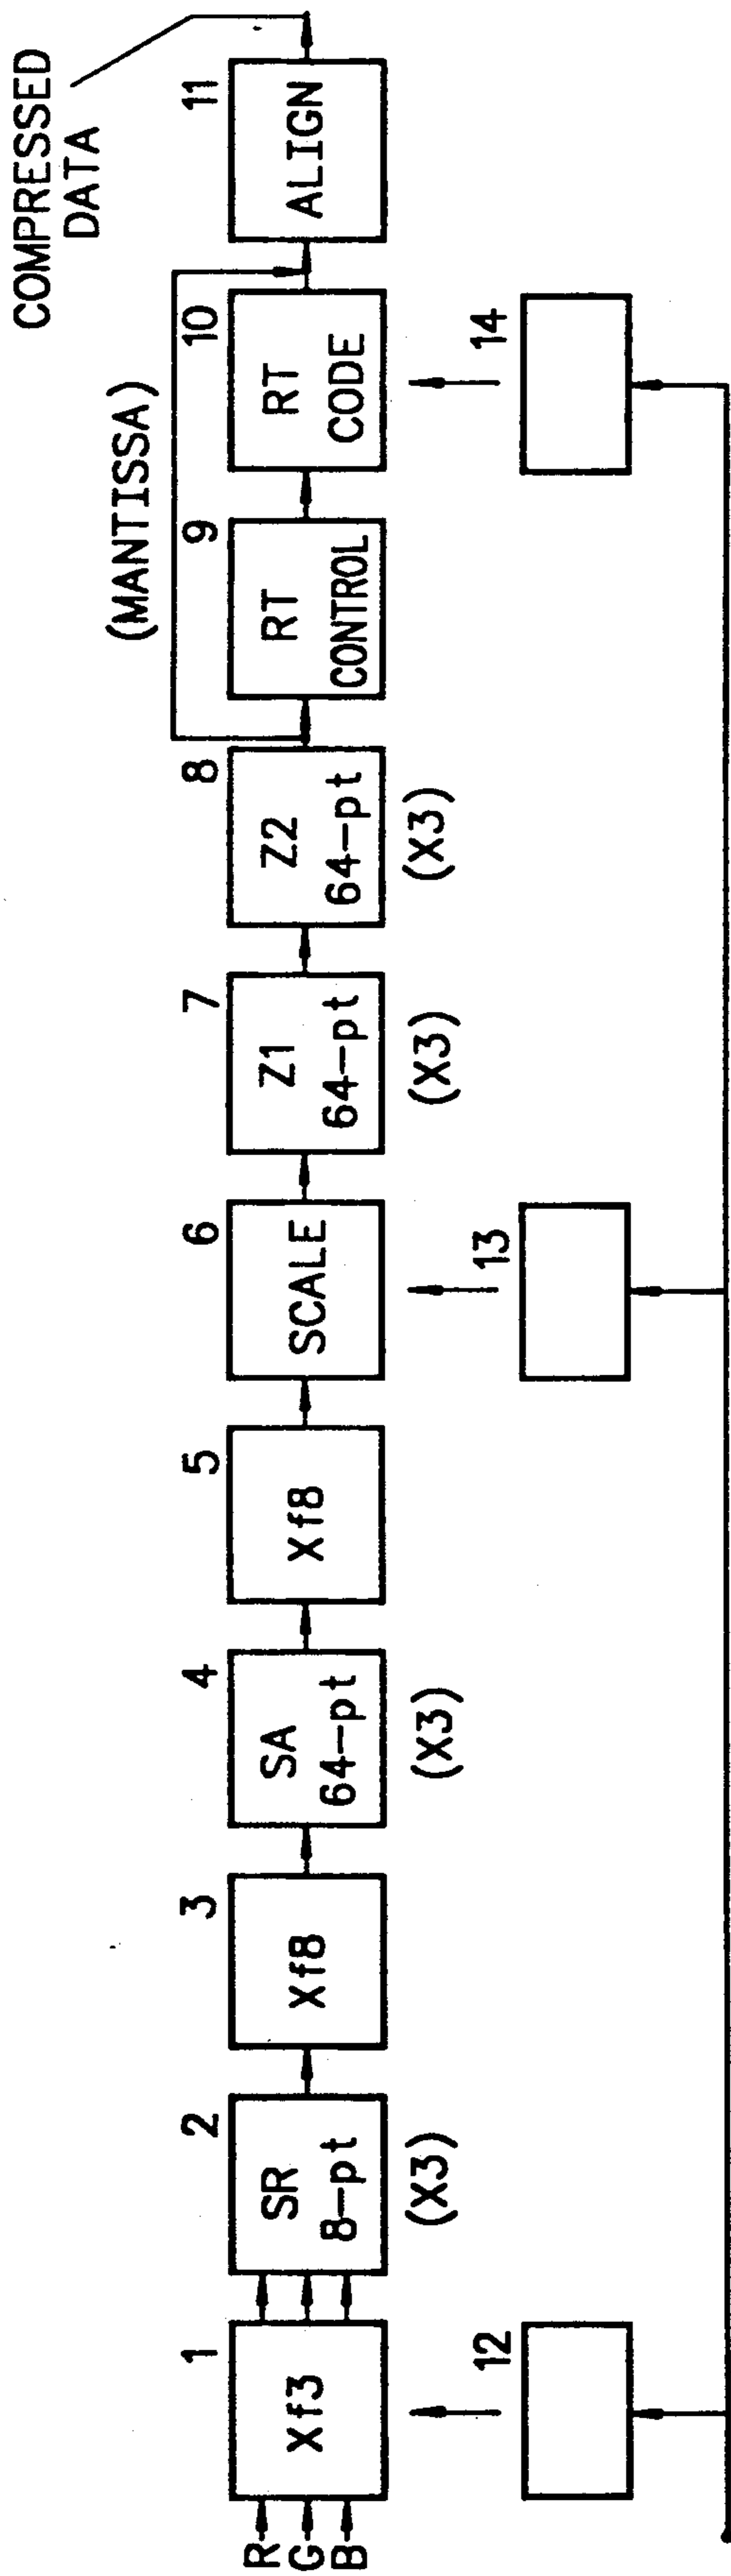 COMPRESSED
DATA
(MANTISSA)
R
G
B
1
Xf3
2
SR
8-pt
(X3)
3
Xf8
4
SA
64-pt
(X3)
5
Xf8
6
SCALE
7
Z1
64-pt
(X3)
8
Z2
64-pt
(X3)
9
RT
CONTROL
10
RT
CODE
11
ALIGN
12
13
14